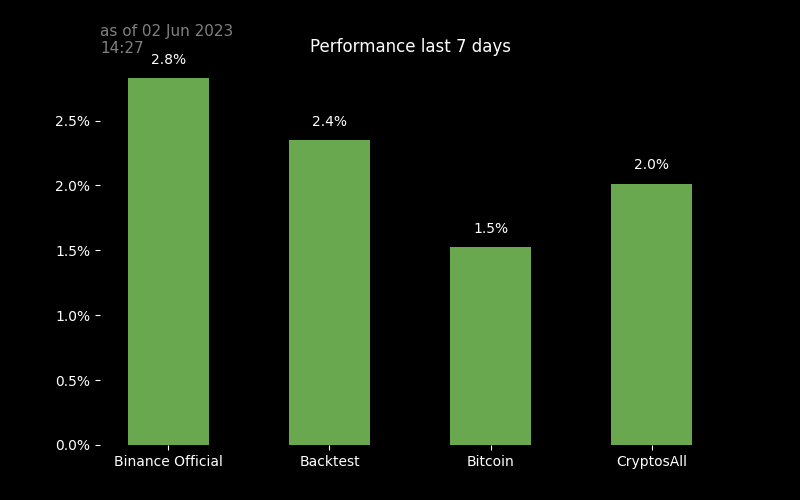 as of 02 Jun 2023
14:27
Performance last 7 days
2.8%
2.4%
2.0%
1.5%
2.5%
2.0%
1.5%
1.0%
0.5%
0.0%
Binance Official
Backtest
Bitcoin
CryptosAll